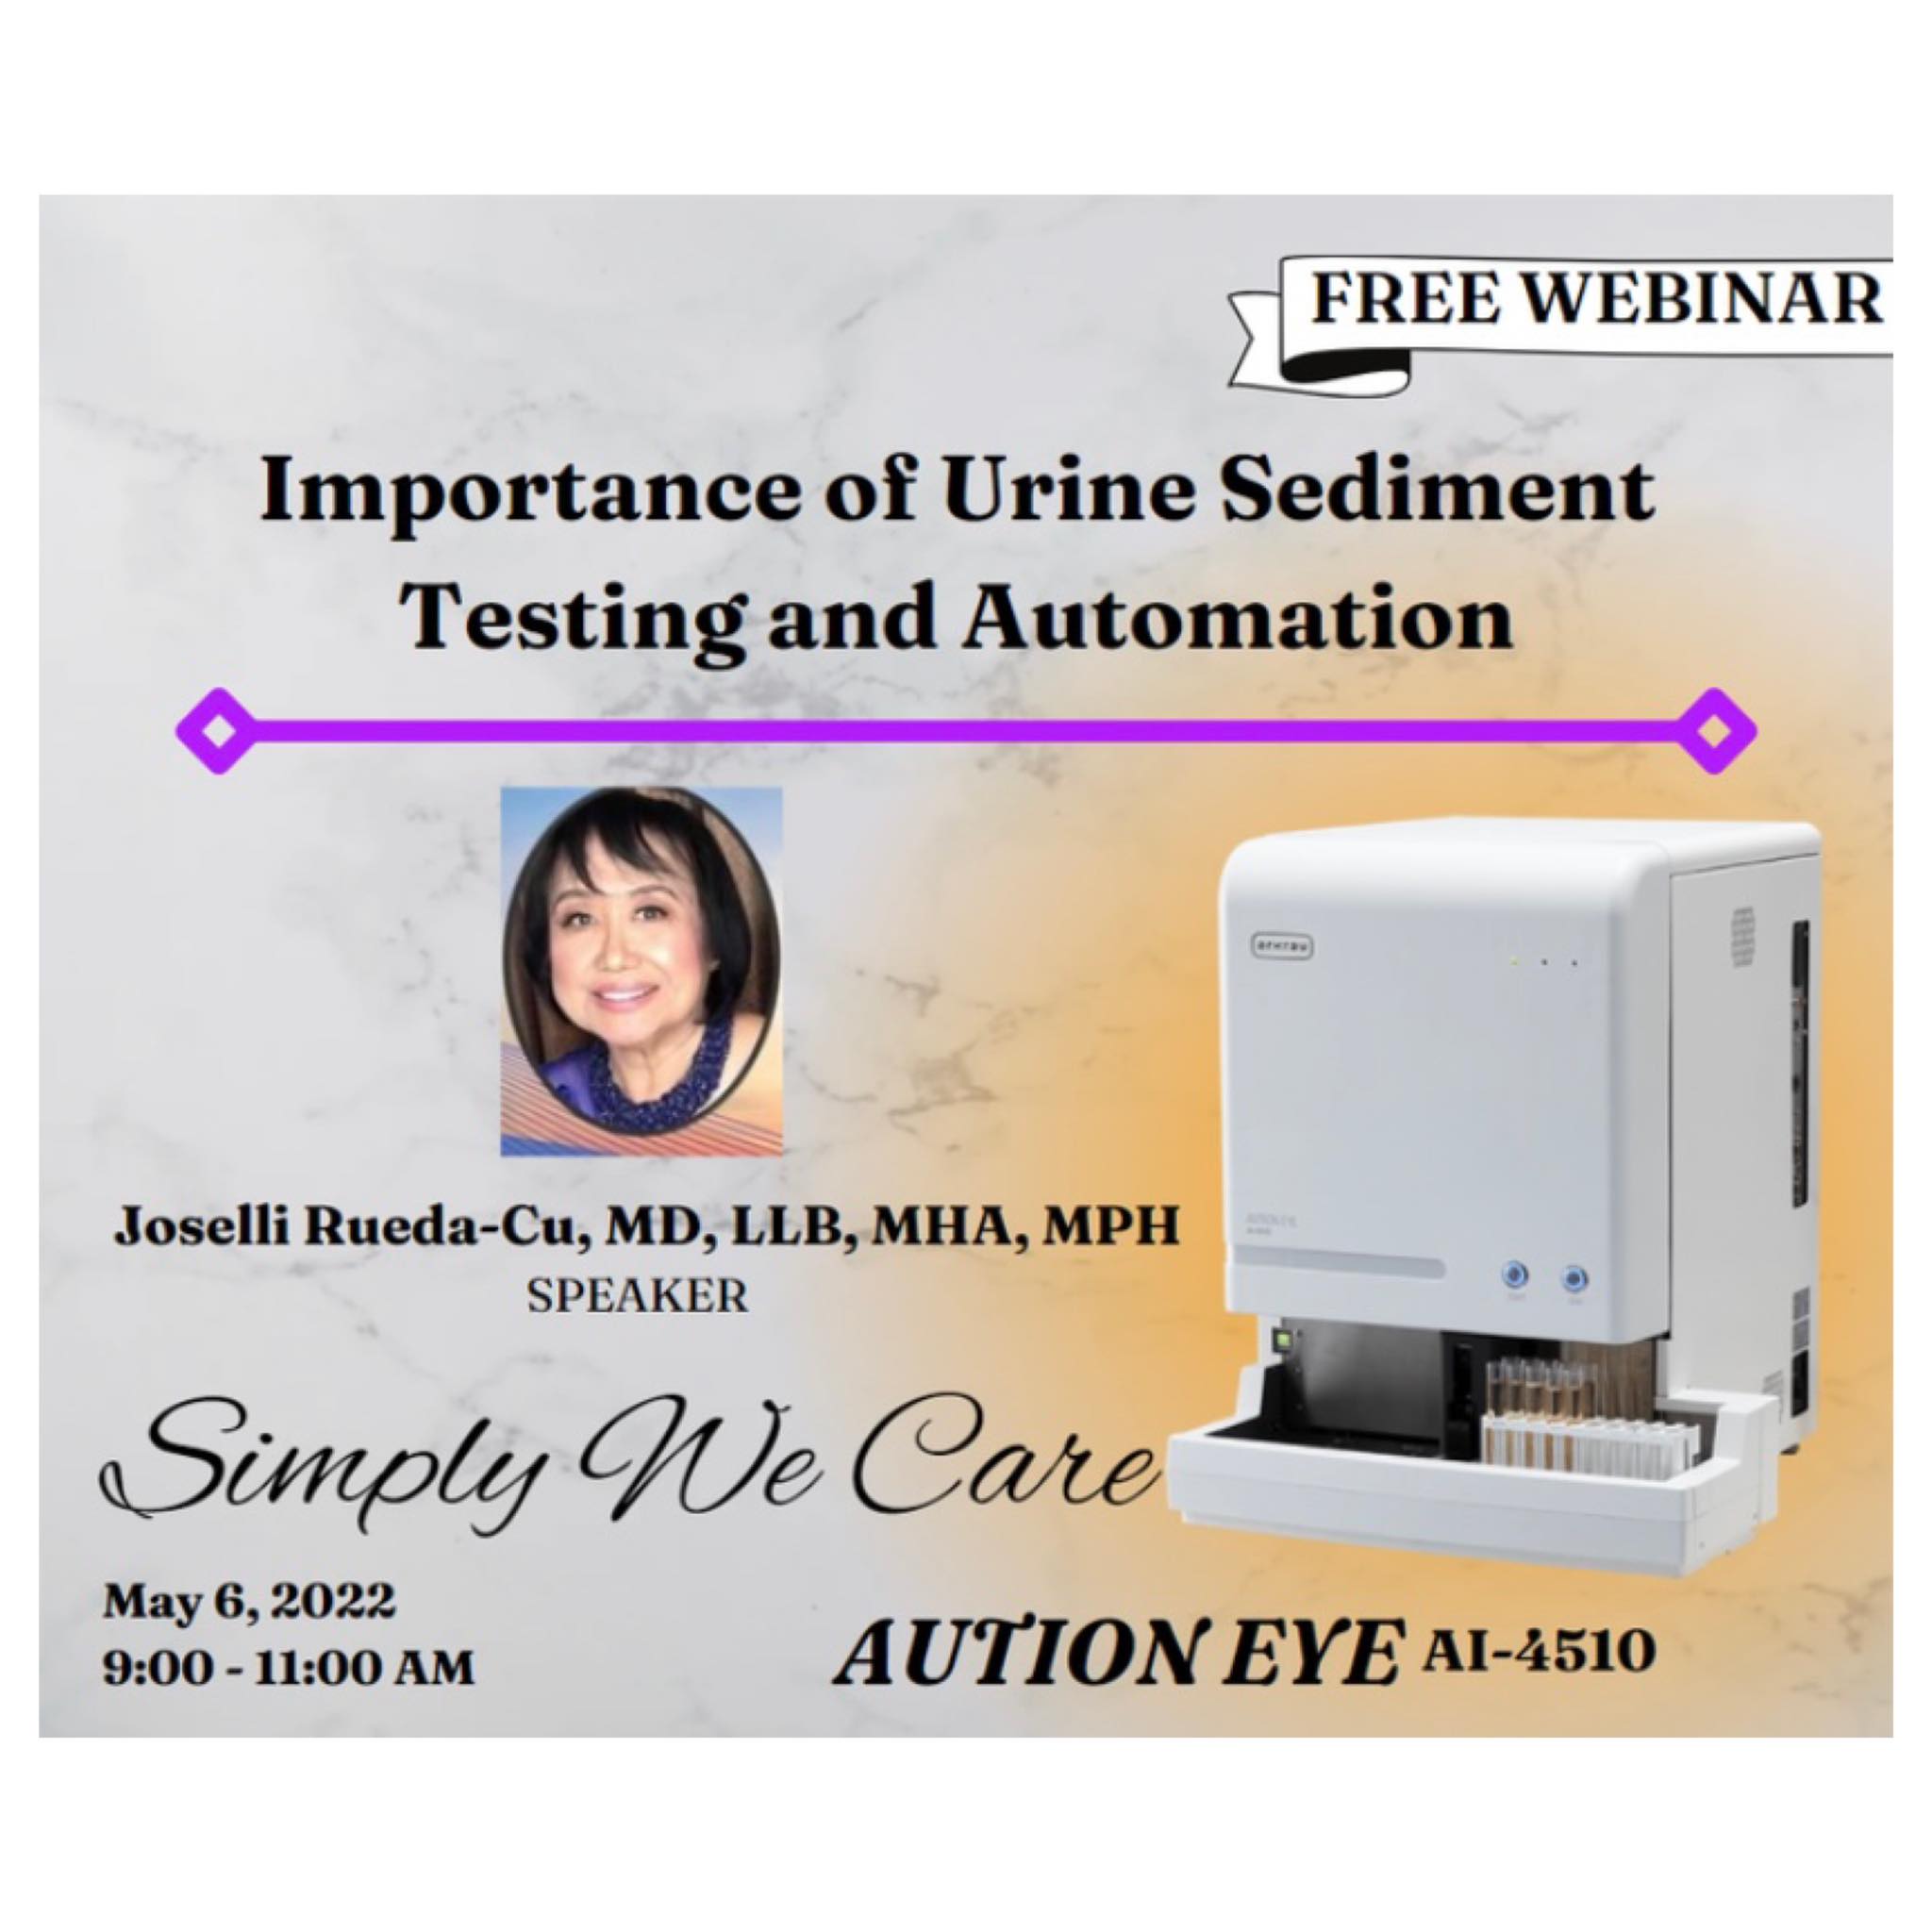 FREE WEBINAR
Importance of Urine Sediment
Testing and Automation
arkray
Joselli Rueda-Cu, MD, LLB, MHA, MPH
SPEAKER
Simply We Care
May 6, 2022
9:00 - 11:00 AM
AUTION EYE AI-4510